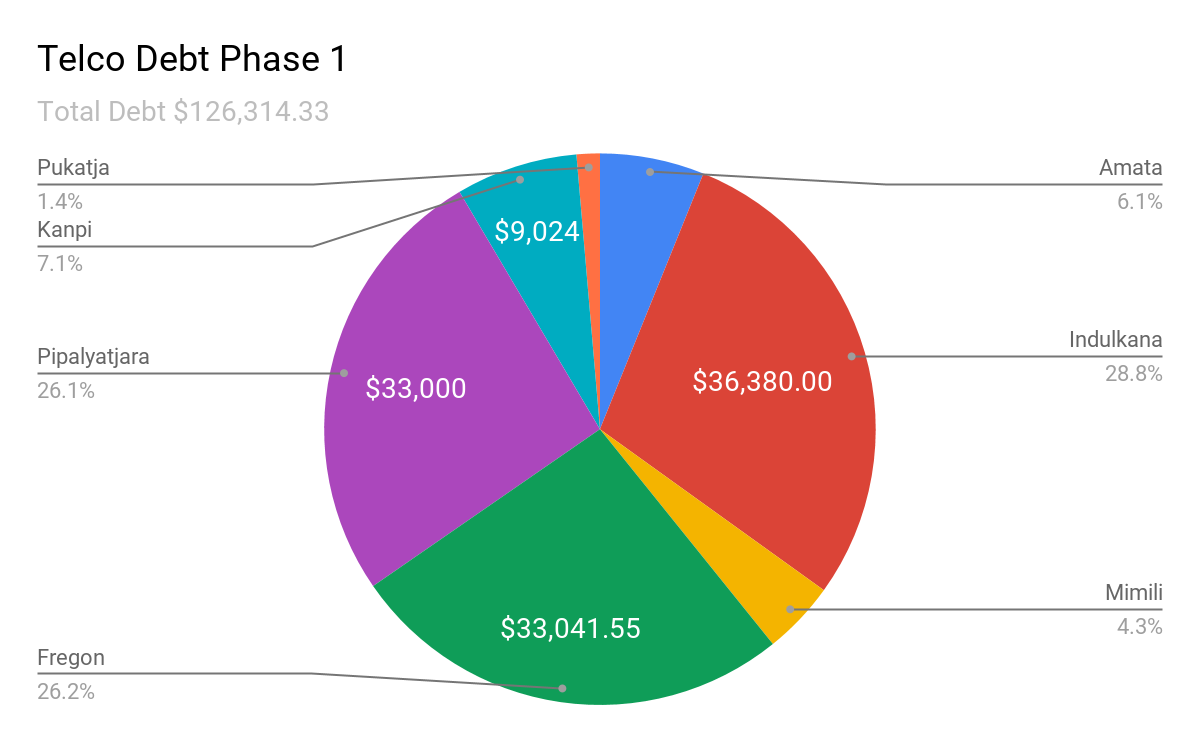 Telco Debt Phase 1
Total Debt $126,314.33
Pukatja
1.4%
Kanpi
7.1%
Pipalyatjara
26.1%
Fregon
26.2%
Amata
6.1%
Indulkana
28.8%
Mimili
4.3%
$9,024
$33,000
$36,380.00
$33,041.55